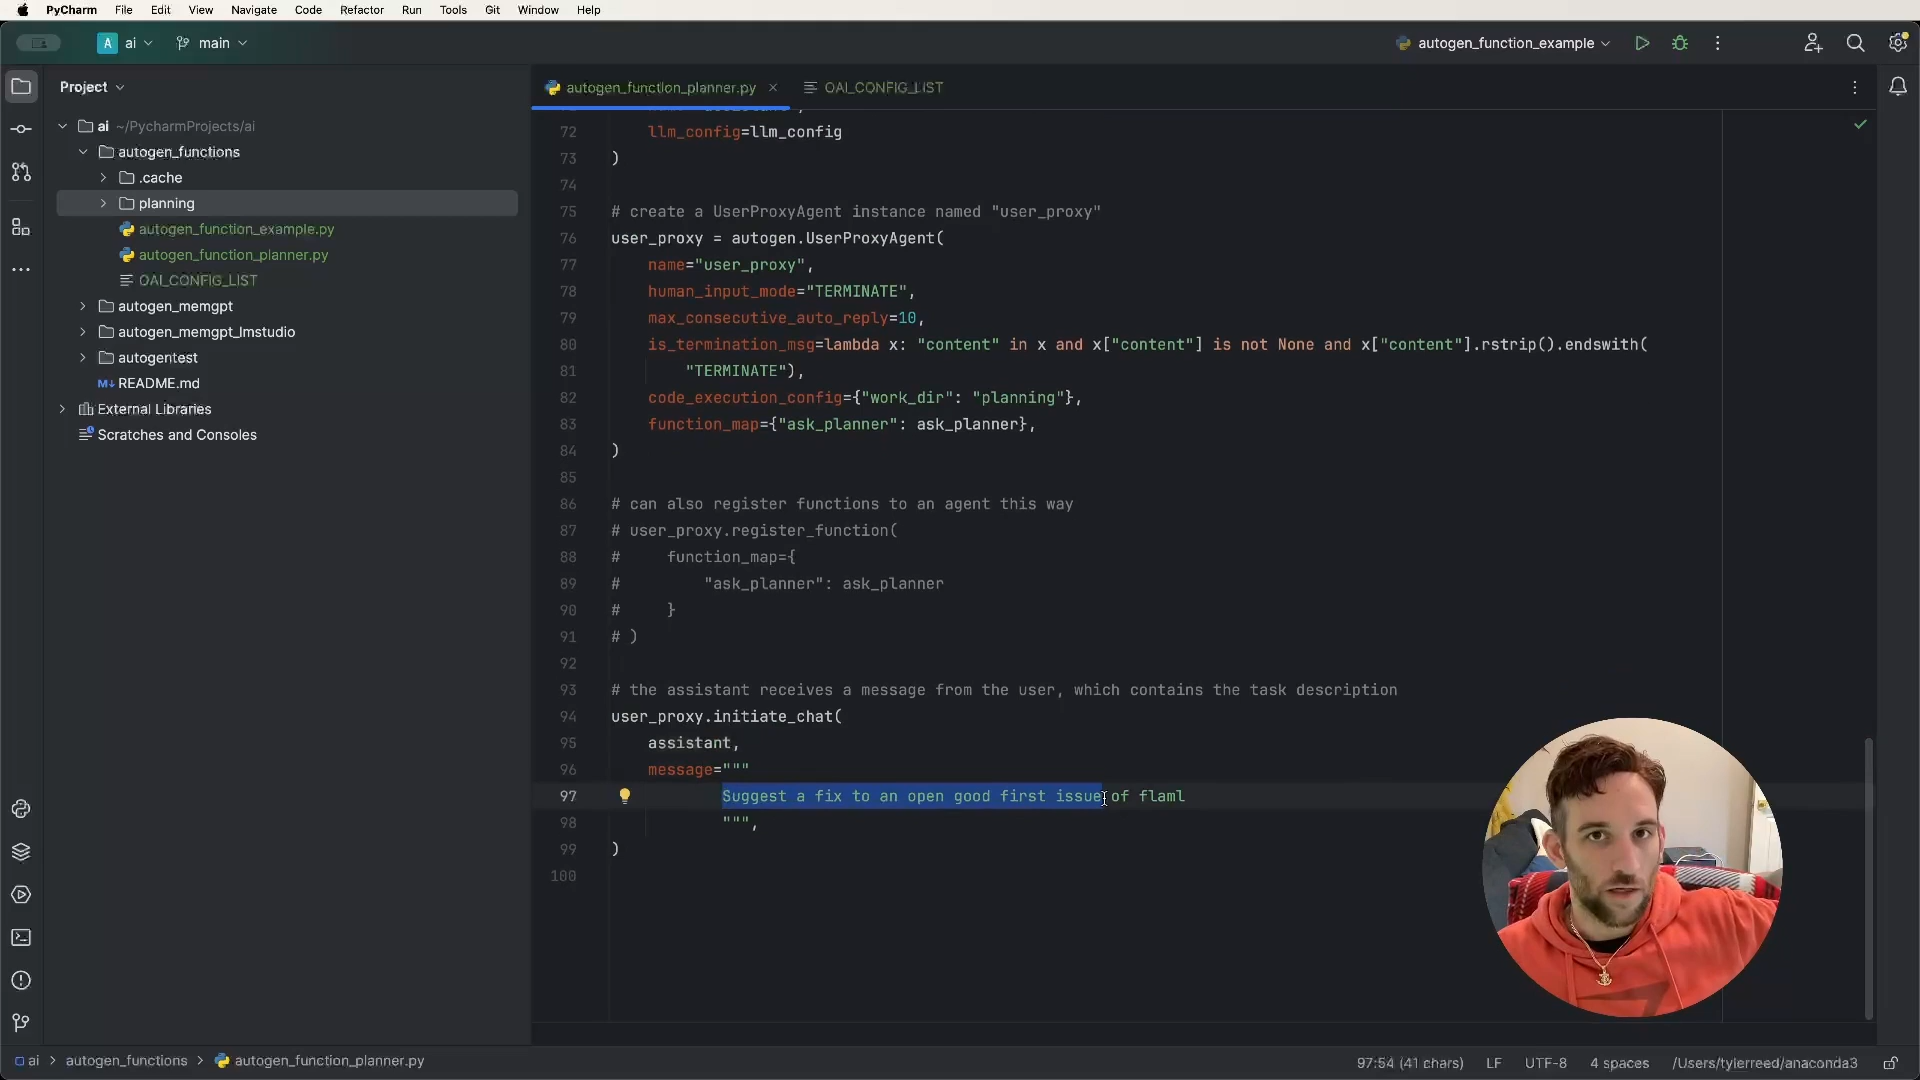 PyCharm File Edit View Navigate Code Refactor Run Tools Git Window Help
A ai main autogen_function_example
Project
autogen_function_planner.py OAI_CONFIG_LIST
ai ~/PycharmProjects/ai
autogen_functions
.cache
planning
autogen_function_example.py
autogen_function_planner.py
OAI_CONFIG_LIST
autogen_memgpt
autogen_memgpt_lmstudio
autogentest
README.md
External Libraries
Scratches and Consoles
72 llm_config=llm_config
73 )
74
75 # create a UserProxyAgent instance named "user_proxy"
76 user_proxy = autogen.UserProxyAgent(
77 name="user_proxy",
78 human_input_mode="TERMINATE",
79 max_consecutive_auto_reply=10,
80 is_termination_msg=lambda x: "content" in x and x["content"] is not None and x["content"].rstrip().endswith(
81 "TERMINATE"),
82 code_execution_config={"work_dir": "planning"},
83 function_map={"ask_planner": ask_planner},
84 )
85
86 # can also register functions to an agent this way
87 # user_proxy.register_function(
88 # function_map={
89 # "ask_planner": ask_planner
90 # }
91 # )
92
93 # the assistant receives a message from the user, which contains the task description
94 user_proxy.initiate_chat(
95 assistant,
96 message="""
97 Suggest a fix to an open good first issue of flaml
98 """,
99 )
100
ai > autogen_functions > autogen_function_planner.py
97:54 (41 chars) LF UTF-8 4 spaces /Users/tylerreed/anaconda3